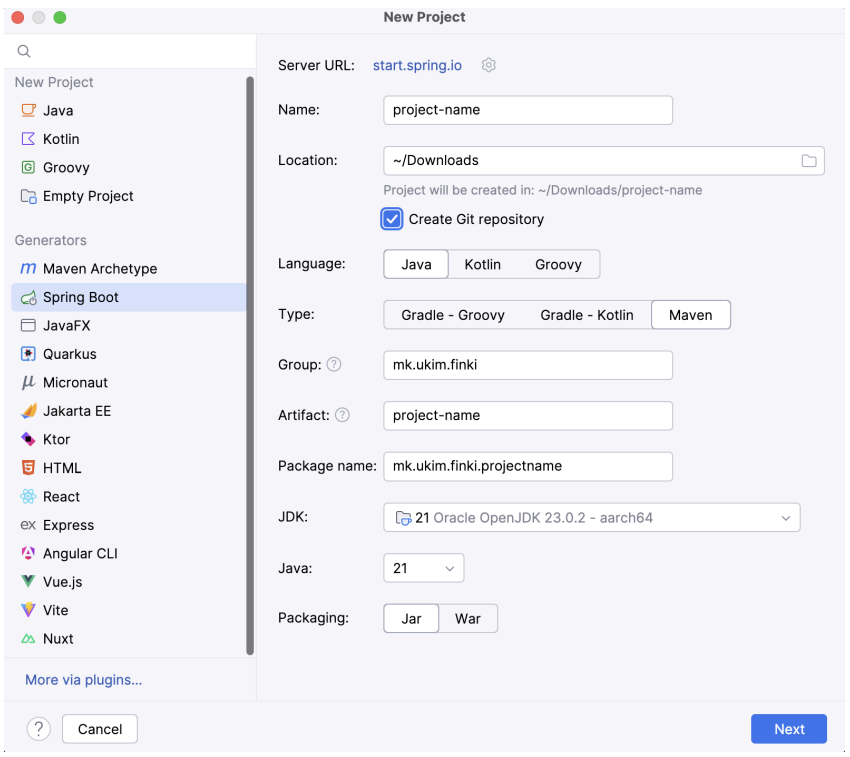 New Project
New Project
Java
Kotlin
Groovy
Empty Project
Generators
m Maven Archetype
Spring Boot
JavaFX
Quarkus
μ Micronaut
Jakarta EE
Ktor
5 HTML
React
ex Express
Angular CLI
Vue.js
Vite
Nuxt
More via plugins...
Server URL: start.spring.io
Name: project-name
Location: ~/Downloads
Project will be created in: ~/Downloads/project-name
Create Git repository
Language: Java Kotlin Groovy
Type: Gradle - Groovy Gradle - Kotlin Maven
Group: ? mk.ukim.finki
Artifact: ? project-name
Package name: mk.ukim.finki.projectname
JDK: 21 Oracle OpenJDK 23.0.2 - aarch64
Java: 21
Packaging: Jar War
? Cancel Next